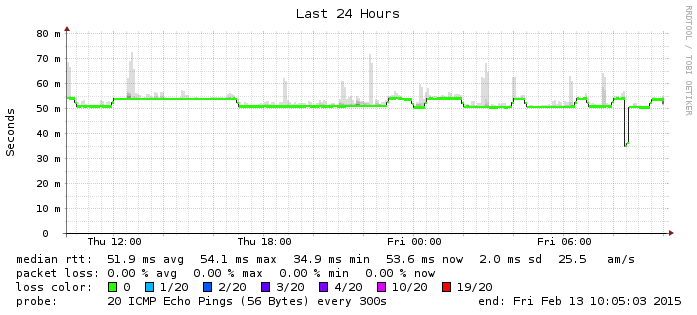 Last 24 Hours
RRDTOOL / TOBI OETIKER
Seconds
80 m
70 m
60 m
50 m
40 m
30 m
20 m
10 m
0
Thu 12:00 Thu 18:00 Fri 00:00 Fri 06:00
median rtt: 51.9 ms avg 54.1 ms max 34.9 ms min 53.6 ms now 2.0 ms sd 25.5 am/s
packet loss: 0.00 % avg 0.00 % max 0.00 % min 0.00 % now
loss color: 0 1/20 2/20 3/20 4/20 10/20 19/20
probe: 20 ICMP Echo Pings (56 Bytes) every 300s end: Fri Feb 13 10:05:03 2015